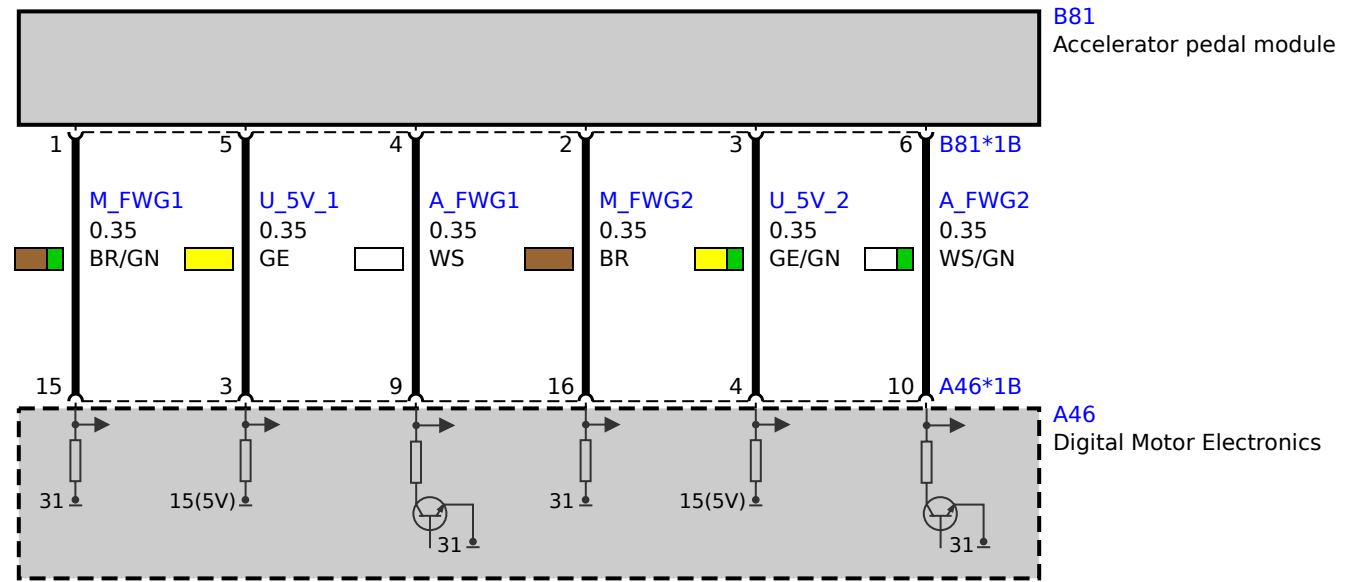 B81
Accelerator pedal module
1 5 4 2 3 6 B81*1B
M_FWG1 U_5V_1 A_FWG1 M_FWG2 U_5V_2 A_FWG2
0.35 0.35 0.35 0.35 0.35 0.35
BR/GN GE WS BR GE/GN WS/GN
15 3 9 16 4 10 A46*1B
A46
Digital Motor Electronics
31 15(5V) 31 15(5V)
31 31